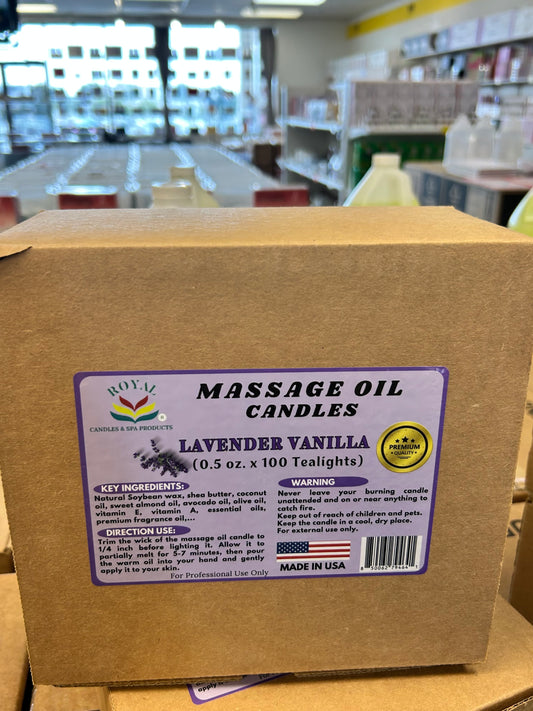 ROYAL
CANDLES & SPA PRODUCTS
MASSAGE OIL
CANDLES
LAVENDER VANILLA
(0.5 oz. x 100 Tealights)
PREMIUM
QUALITY
KEY INGREDIENTS:
Natural Soybean wax, shea butter, coconut
oil, sweet almond oil, avocado oil, olive oil,
vitamin E, vitamin A, essential oils,
premium fragrance oil,...
DIRECTION USE:
Trim the wick of the massage oil candle to
1/4 inch before lighting it. Allow it to
partially melt for 5-7 minutes, then pour
the warm oil into your hand and gently
apply it to your skin.
For Professional Use Only
WARNING
Never leave your burning candle
unattended and on or near anything to
catch fire.
Keep out of reach of children and pets.
Keep the candle in a cool, dry place.
For external use only.
MADE IN USA